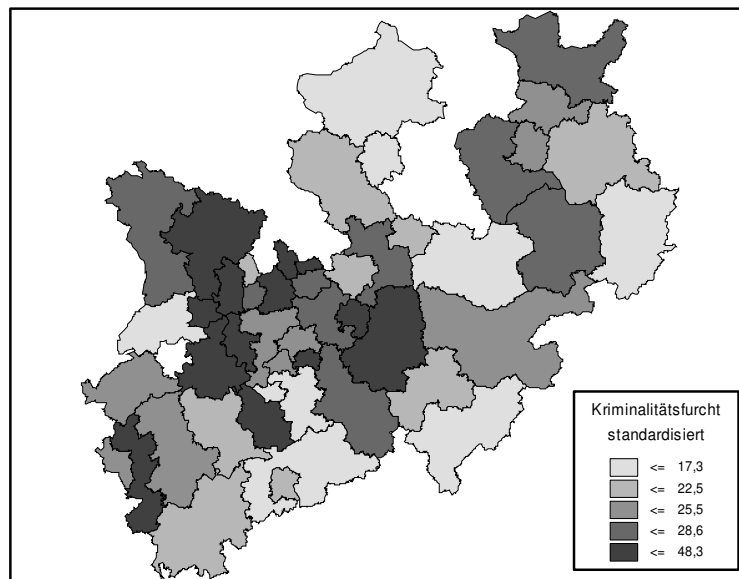 Kriminalitätsfurcht
standardisiert
<= 17,3
<= 22,5
<= 25,5
<= 28,6
<= 48,3